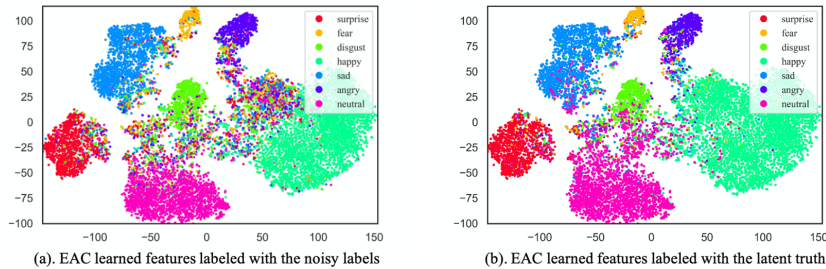 100
75
50
25
0
−25
−50
−75
−100
−100
−50
0
50
100
150
surprise
fear
disgust
happy
sad
angry
neutral
(a). EAC learned features labeled with the noisy labels
100
75
50
25
0
−25
−50
−75
−100
−100
−50
0
50
100
150
surprise
fear
disgust
happy
sad
angry
neutral
(b). EAC learned features labeled with the latent truth